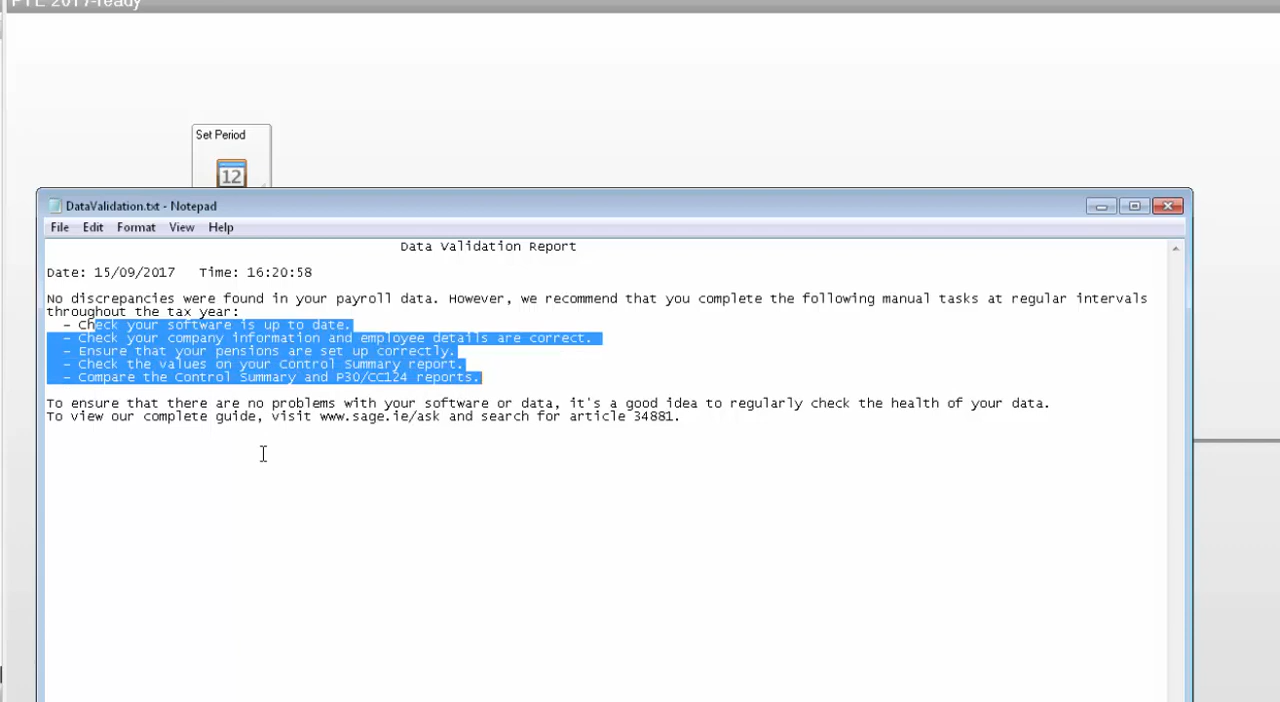 PTE 2017-ready
Set Period
12
DataValidation.txt - Notepad
File Edit Format View Help
Data Validation Report
Date: 15/09/2017 Time: 16:20:58
No discrepancies were found in your payroll data. However, we recommend that you complete the following manual tasks at regular intervals
throughout the tax year:
- Check your software is up to date.
- Check your company information and employee details are correct.
- Ensure that your pensions are set up correctly.
- Check the values on your Control Summary report.
- Compare the Control Summary and P30/CC124 reports.
To ensure that there are no problems with your software or data, it's a good idea to regularly check the health of your data.
To view our complete guide, visit www.sage.ie/ask and search for article 34881.